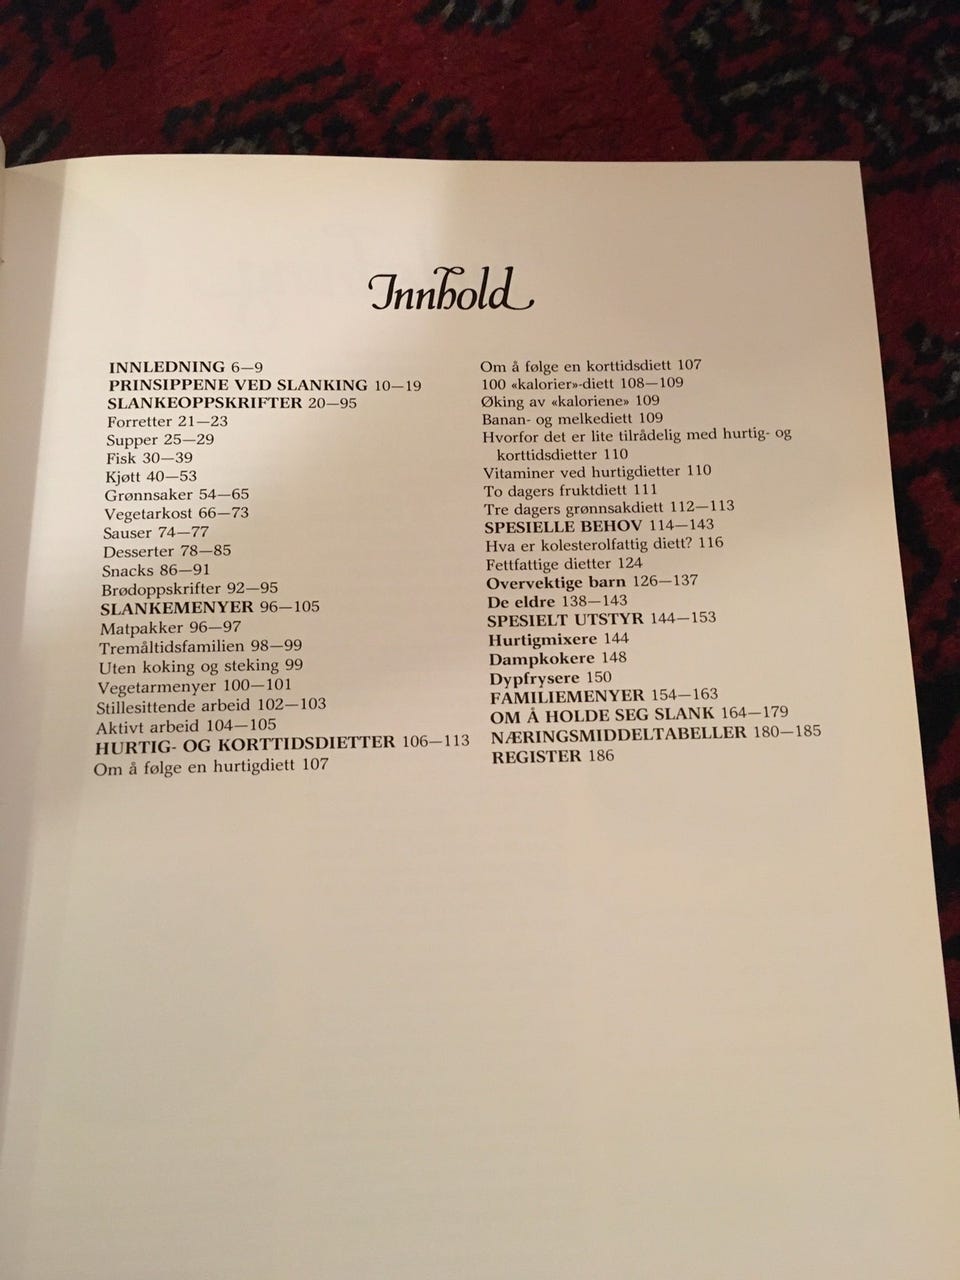 Innhold
INNLEDNING 6—9
PRINSIPPENE VED SLANKING 10—19
SLANKEOPPSKRIFTER 20—95
Forretter 21—23
Supper 25—29
Fisk 30—39
Kjøtt 40—53
Grønnsaker 54—65
Vegetarkost 66—73
Sauser 74—77
Desserter 78—85
Snacks 86—91
Brødoppskrifter 92—95
SLANKEMENYER 96—105
Matpakker 96—97
Tremåltidsfamilien 98—99
Uten koking og steking 99
Vegetarmenyer 100—101
Stillesittende arbeid 102—103
Aktivt arbeid 104—105
HURTIG- OG KORTTIDSDIETTER 106—113
Om å følge en hurtigdiett 107
Om å følge en korttidsdiett 107
100 «kalorier»-diett 108—109
Øking av «kaloriene» 109
Banan- og melkediett 109
Hvorfor det er lite tilrådelig med hurtig- og
korttidsdietter 110
Vitaminer ved hurtigdietter 110
To dagers fruktdiett 111
Tre dagers grønnsakdiett 112—113
SPESIELLE BEHOV 114—143
Hva er kolesterolfattig diett? 116
Fettfattige dietter 124
Overvektige barn 126—137
De eldre 138—143
SPESIELT UTSTYR 144—153
Hurtigmixere 144
Dampkokere 148
Dypfrysere 150
FAMILIEMENYER 154—163
OM Å HOLDE SEG SLANK 164—179
NÆRINGSMIDDELTABELLER 180—185
REGISTER 186